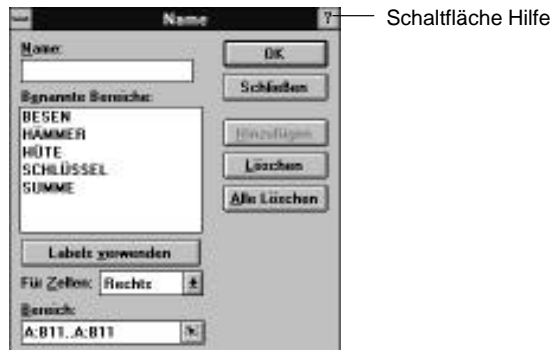 Name
?
Schaltfläche Hilfe
Name:
OK
Schließen
Benannte Bereiche:
BESEN
HÄMMER
HÜTE
SCHLÜSSEL
SUMME
Hinzufügen
Löschen
Alle Löschen
Labels verwenden
Für Zellen: Rechts
Bereich:
A:B11..A:B11